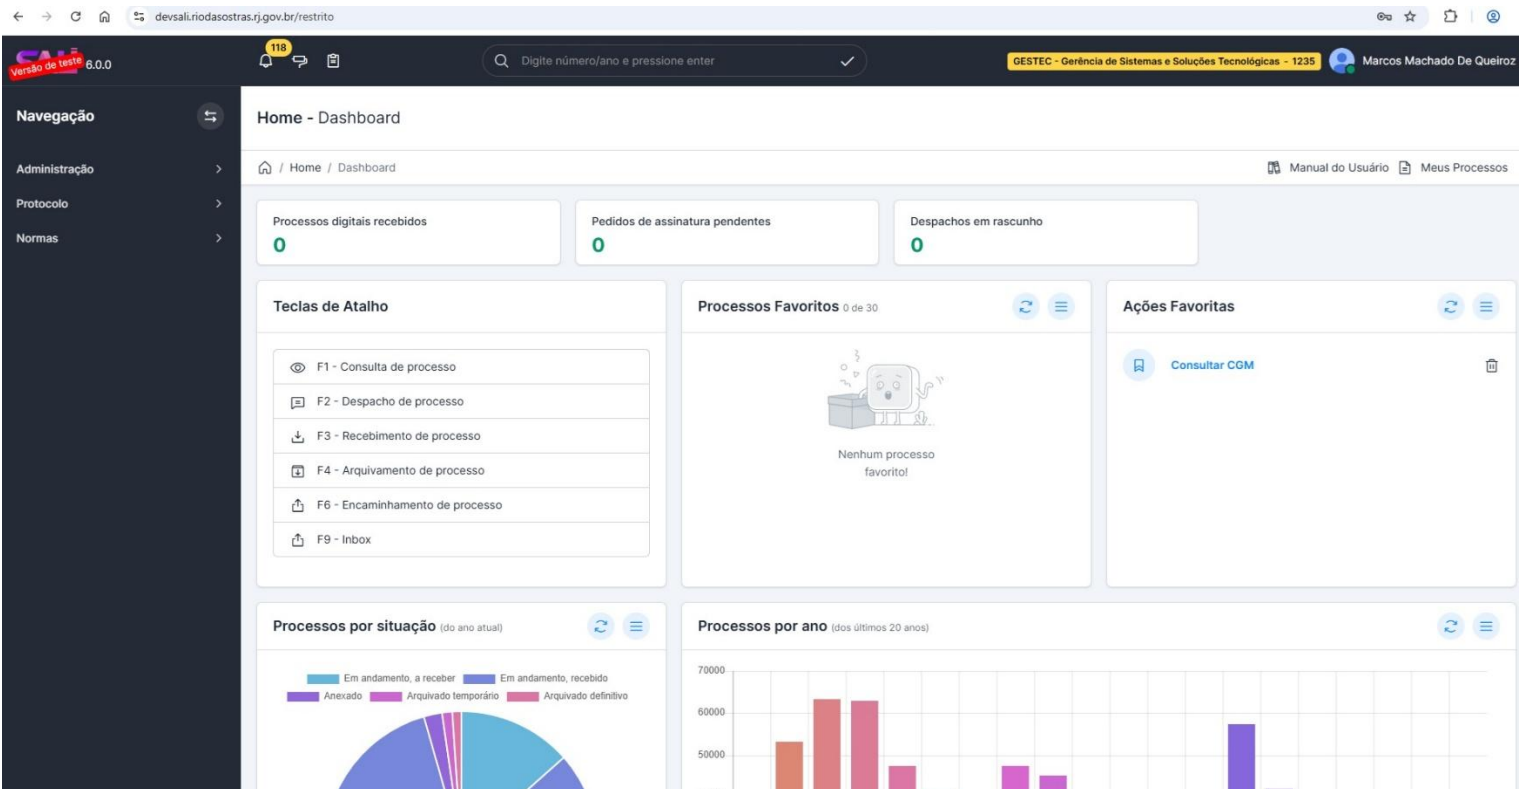 devsali.riodasostras.rj.gov.br/restrito
SALI
Versão de teste
6.0.0
118
Digite número/ano e pressione enter
GESTEC - Gerência de Sistemas e Soluções Tecnológicas - 1235
Marcos Machado De Queiroz
Navegação
Home - Dashboard
Administração
/ Home / Dashboard
Manual do Usuário
Meus Processos
Protocolo
Normas
Processos digitais recebidos
0
Pedidos de assinatura pendentes
0
Despachos em rascunho
0
Teclas de Atalho
F1 - Consulta de processo
F2 - Despacho de processo
F3 - Recebimento de processo
F4 - Arquivamento de processo
F6 - Encaminhamento de processo
F9 - Inbox
Processos Favoritos 0 de 30
Nenhum processo
favorito!
Ações Favoritas
Consultar CGM
Processos por situação (do ano atual)
Em andamento, a receber
Em andamento, recebido
Anexado
Arquivado temporário
Arquivado definitivo
Processos por ano (dos últimos 20 anos)
70000
60000
50000